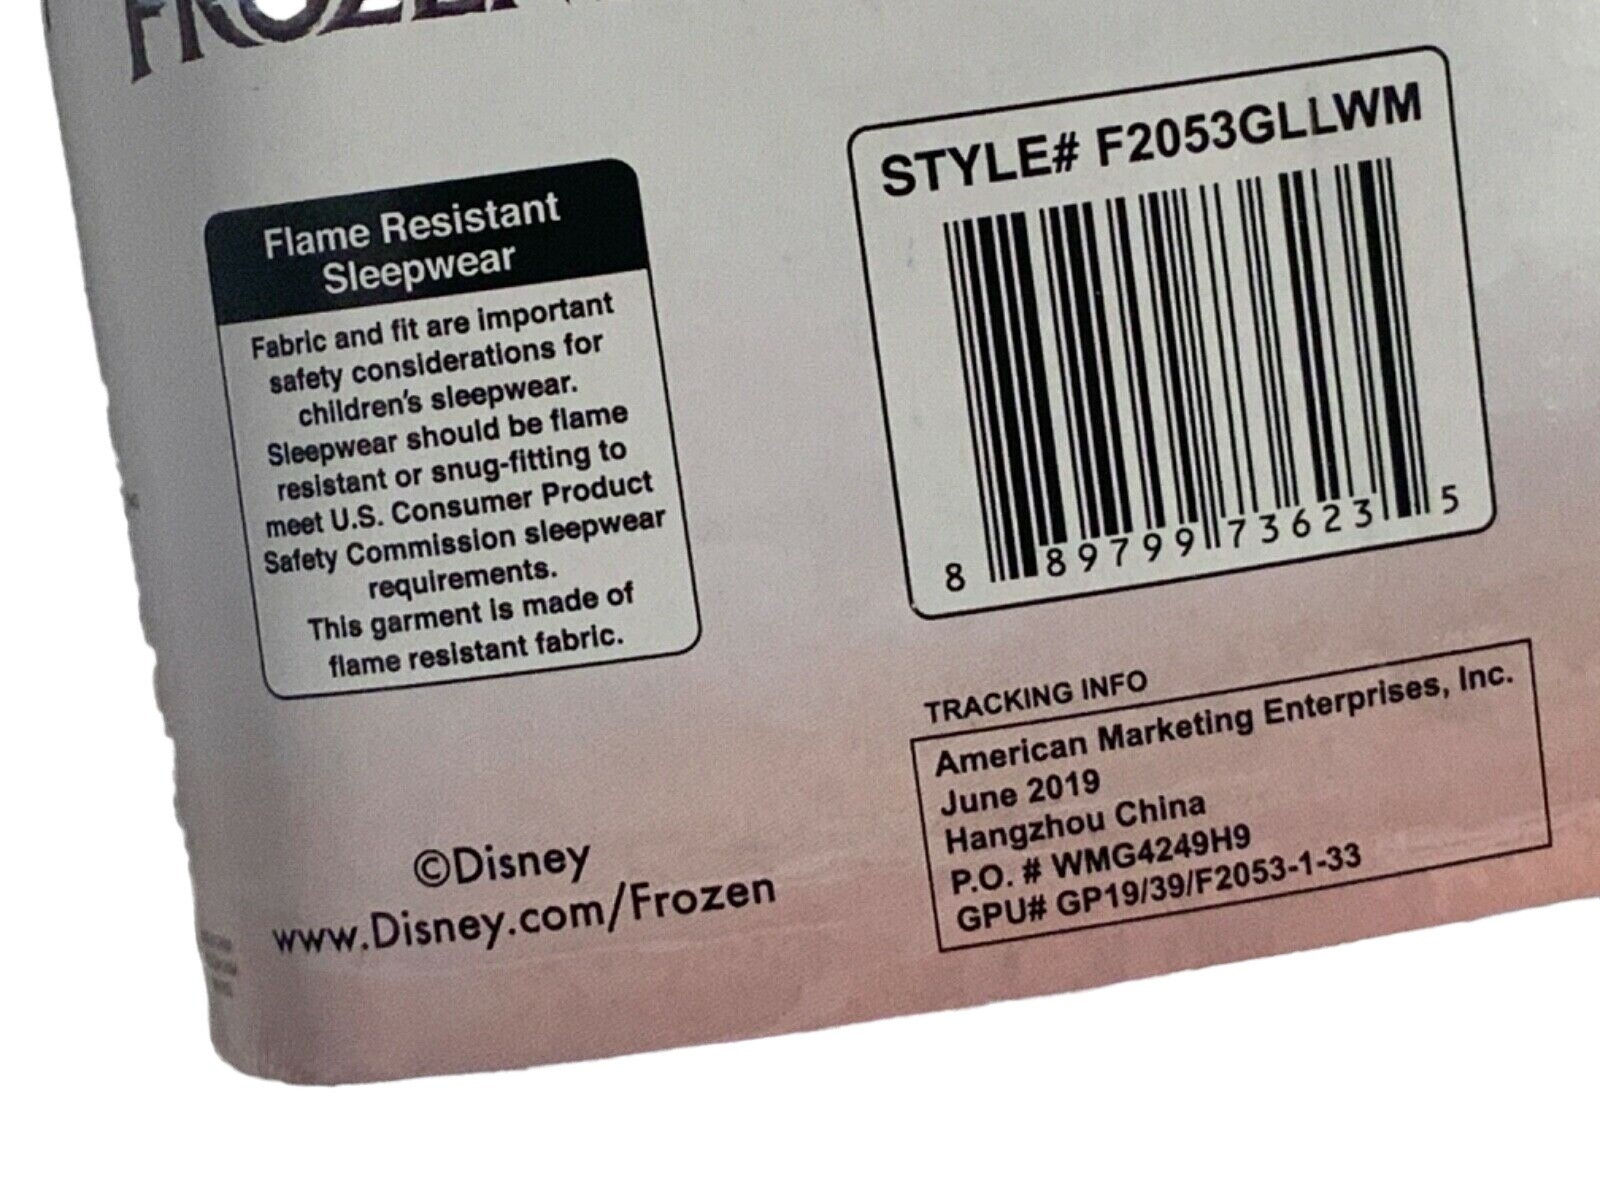 FROZEN
Flame Resistant
Sleepwear
Fabric and fit are important
safety considerations for
children's sleepwear.
Sleepwear should be flame
resistant or snug-fitting to
meet U.S. Consumer Product
Safety Commission sleepwear
requirements.
This garment is made of
flame resistant fabric.
STYLE# F2053GLLWM
8 89799 73623 5
TRACKING INFO
American Marketing Enterprises, Inc.
June 2019
Hangzhou China
P.O. # WMG4249H9
GPU# GP19/39/F2053-1-33
©Disney
www.Disney.com/Frozen